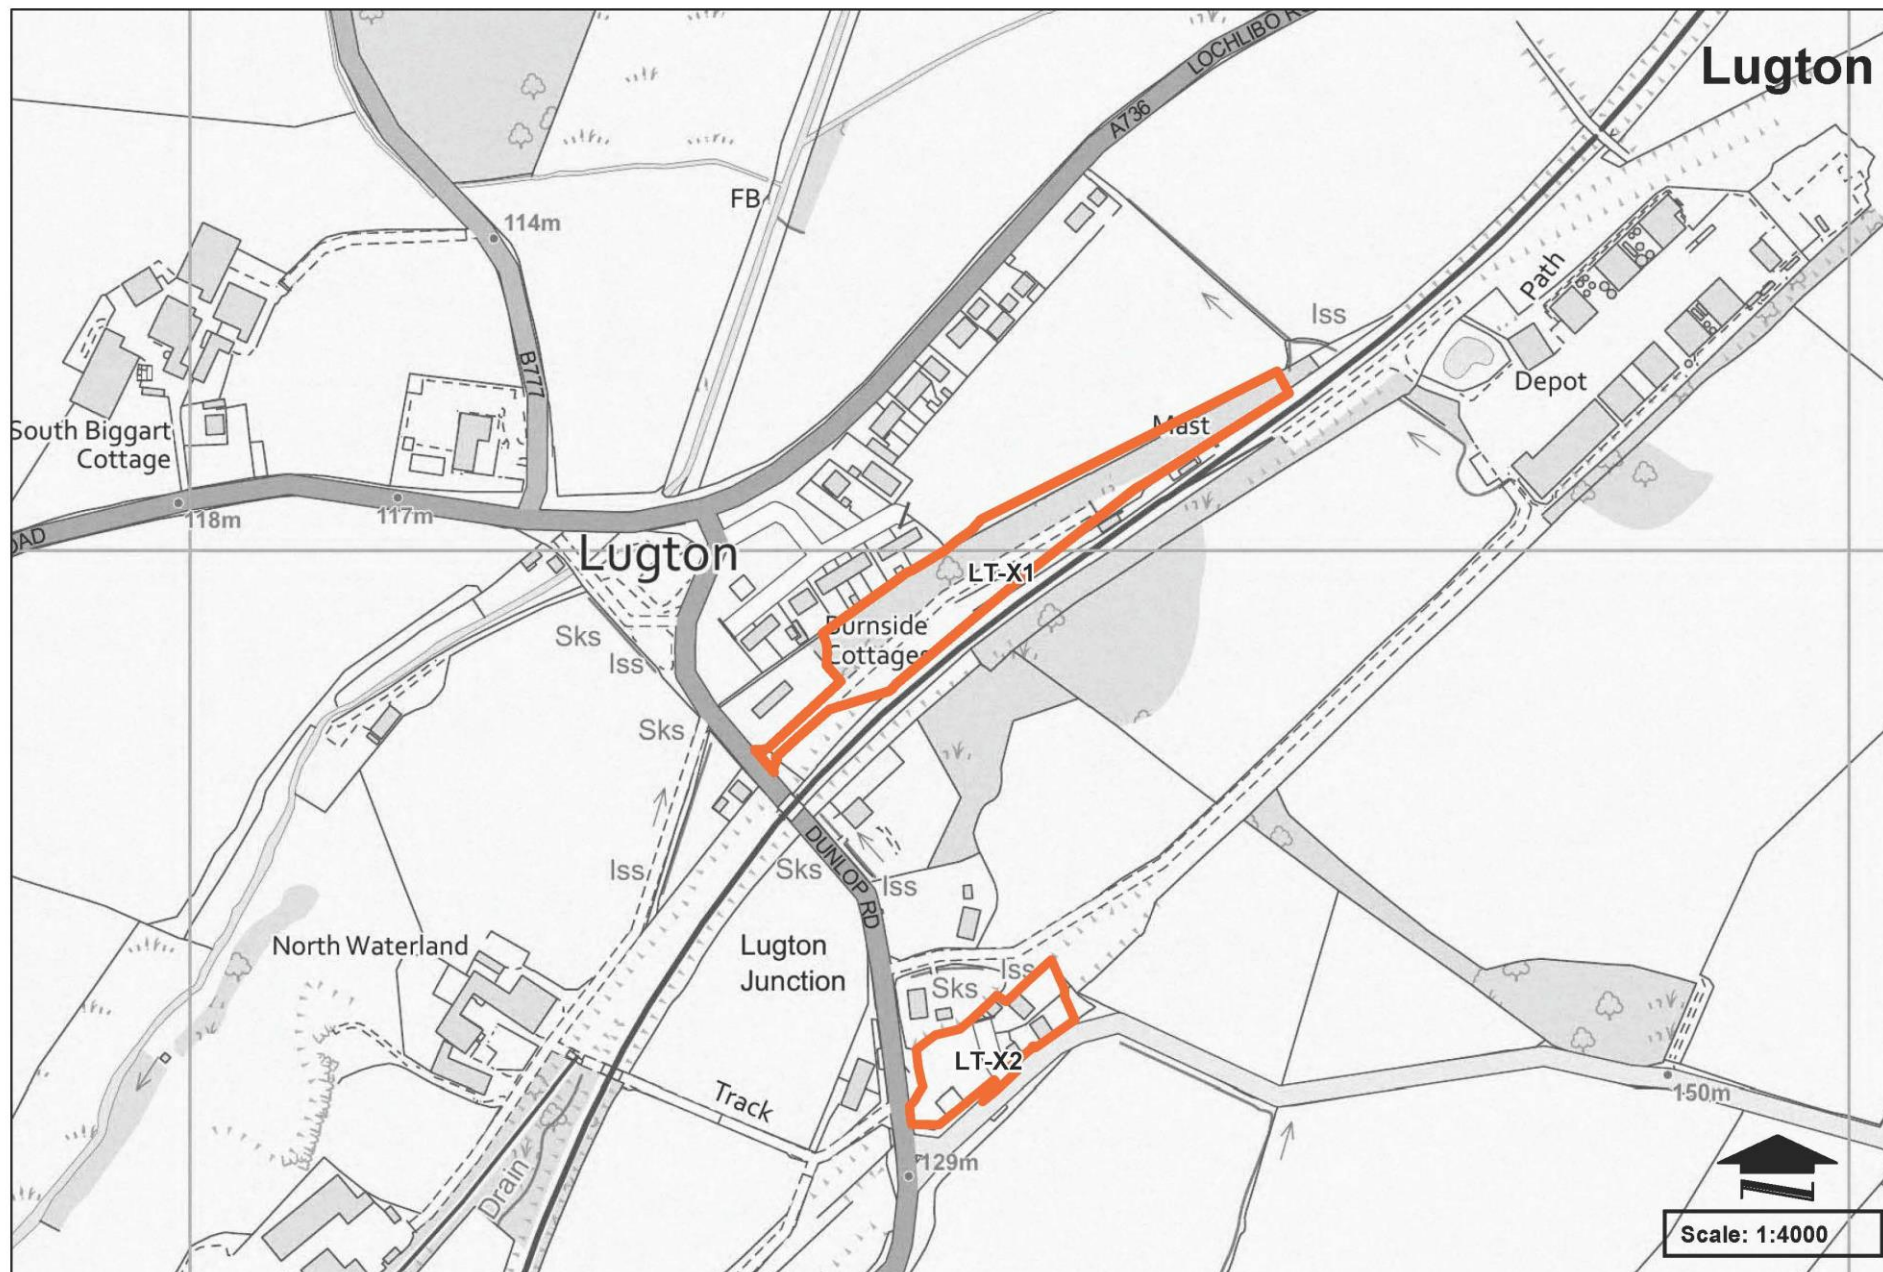 LOCHLIBO R
Lugton
A736
FB
114m
Path
Iss
B777
Depot
South Biggart
Cottage
Mast
118m
117m
OAD
Lugton
LT-X1
Burnside
Cottages
Sks
Iss
Sks
DUNLOP RD
Sks
Iss
Iss
North Waterland
Lugton
Junction
Iss
Sks
LT-X2
Track
150m
129m
Drain
Scale: 1:4000